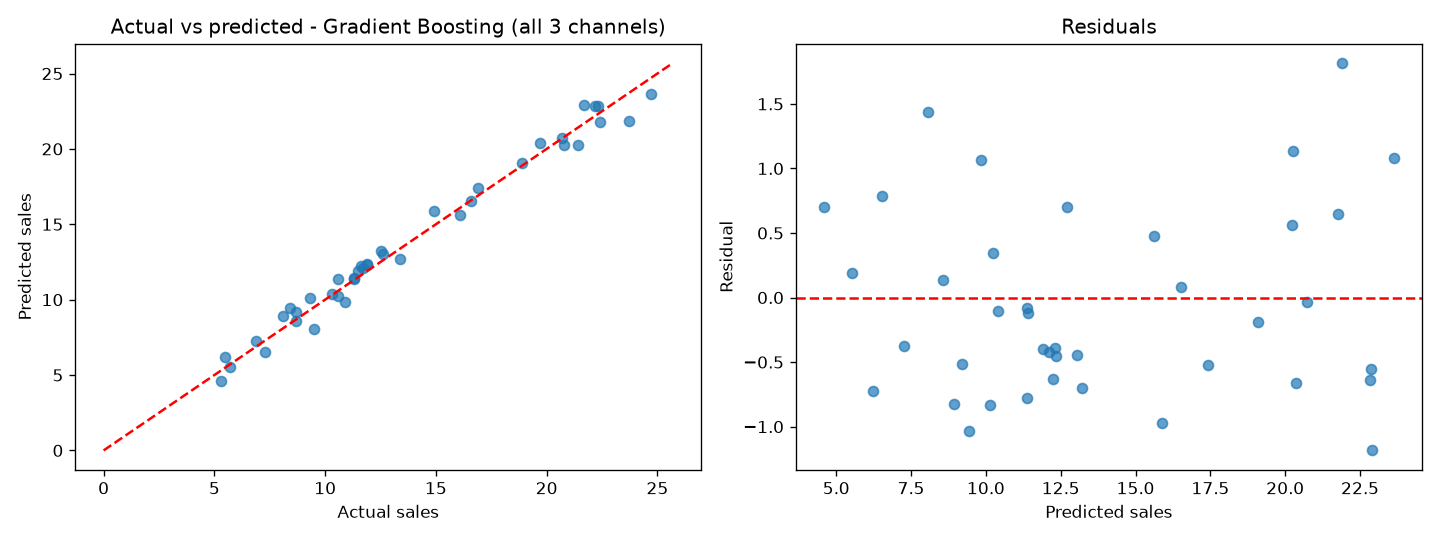 Actual vs predicted - Gradient Boosting (all 3 channels)
25
20
15
10
5
0
Predicted sales
0 5 10 15 20 25
Actual sales
Residuals
1.5
1.0
0.5
0.0
−0.5
−1.0
Residual
5.0 7.5 10.0 12.5 15.0 17.5 20.0 22.5
Predicted sales